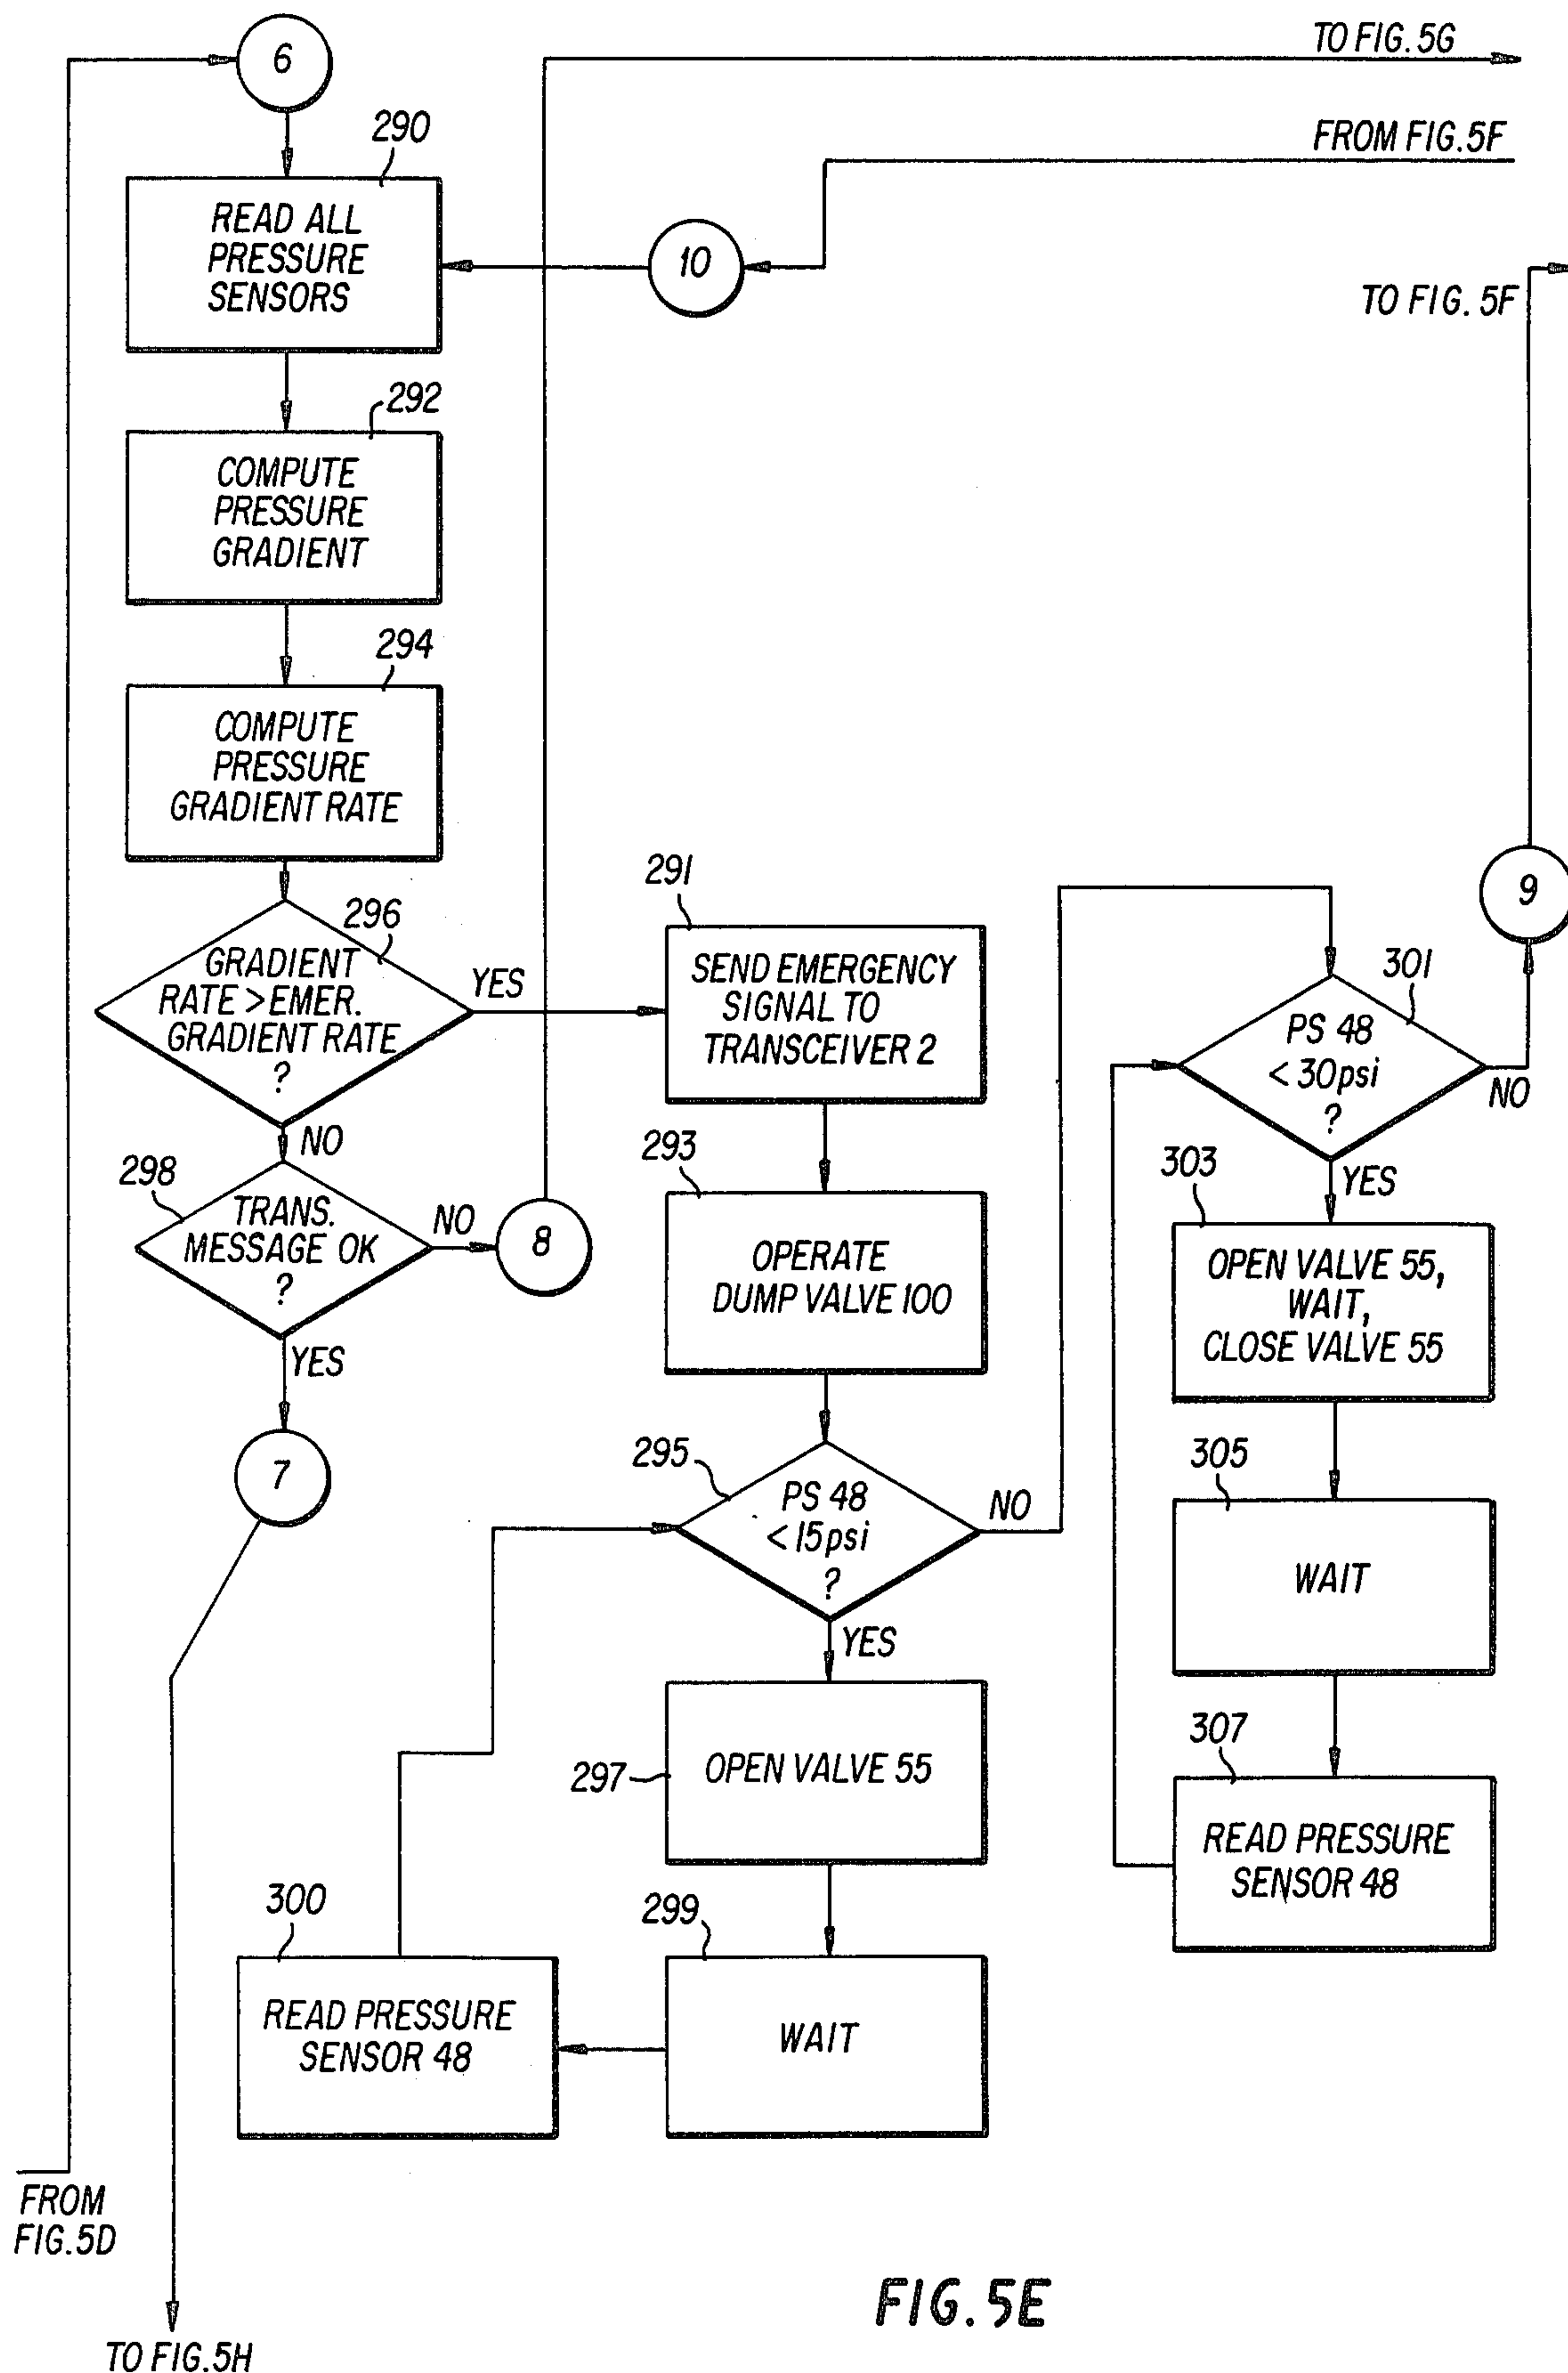 6
TO FIG. 5G
FROM FIG. 5F
290
READ ALL
PRESSURE
SENSORS
10
TO FIG. 5F
292
COMPUTE
PRESSURE
GRADIENT
294
COMPUTE
PRESSURE
GRADIENT RATE
296
GRADIENT
RATE > EMER.
GRADIENT RATE
?
YES
NO
298
TRANS.
MESSAGE OK
?
NO
8
YES
7
291
SEND EMERGENCY
SIGNAL TO
TRANSCEIVER 2
293
OPERATE
DUMP VALVE 100
295
PS 48
< 15 psi
?
NO
YES
297
OPEN VALVE 55
299
WAIT
300
READ PRESSURE
SENSOR 48
9
301
PS 48
< 30 psi
?
NO
YES
303
OPEN VALVE 55,
WAIT,
CLOSE VALVE 55
305
WAIT
307
READ PRESSURE
SENSOR 48
FROM
FIG. 5D
TO FIG. 5H
FIG. 5E